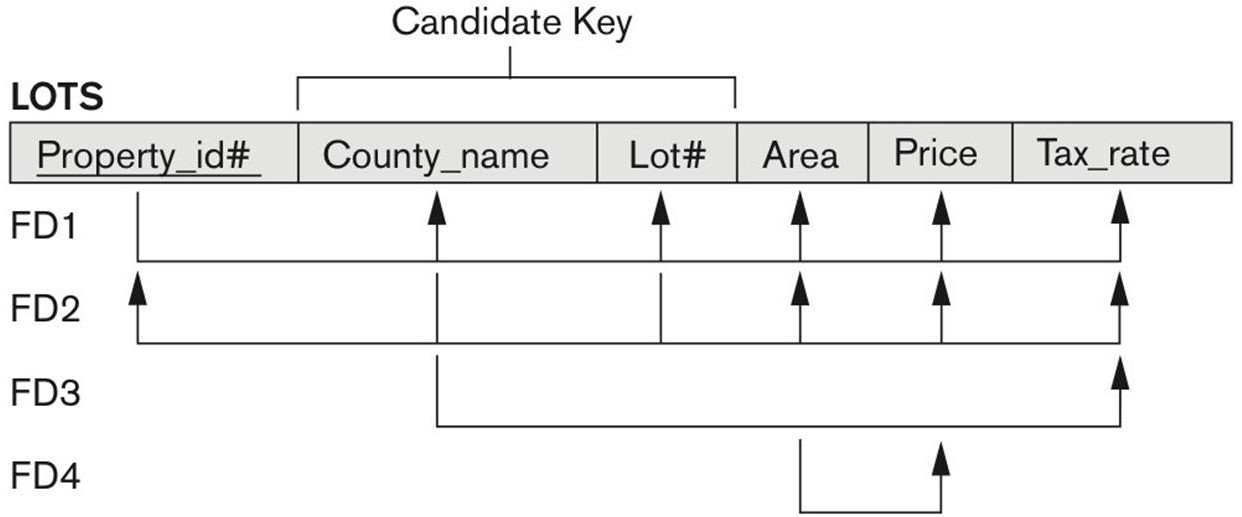 Candidate Key
LOTS
Property_id# County_name Lot# Area Price Tax_rate
FD1
FD2
FD3
FD4